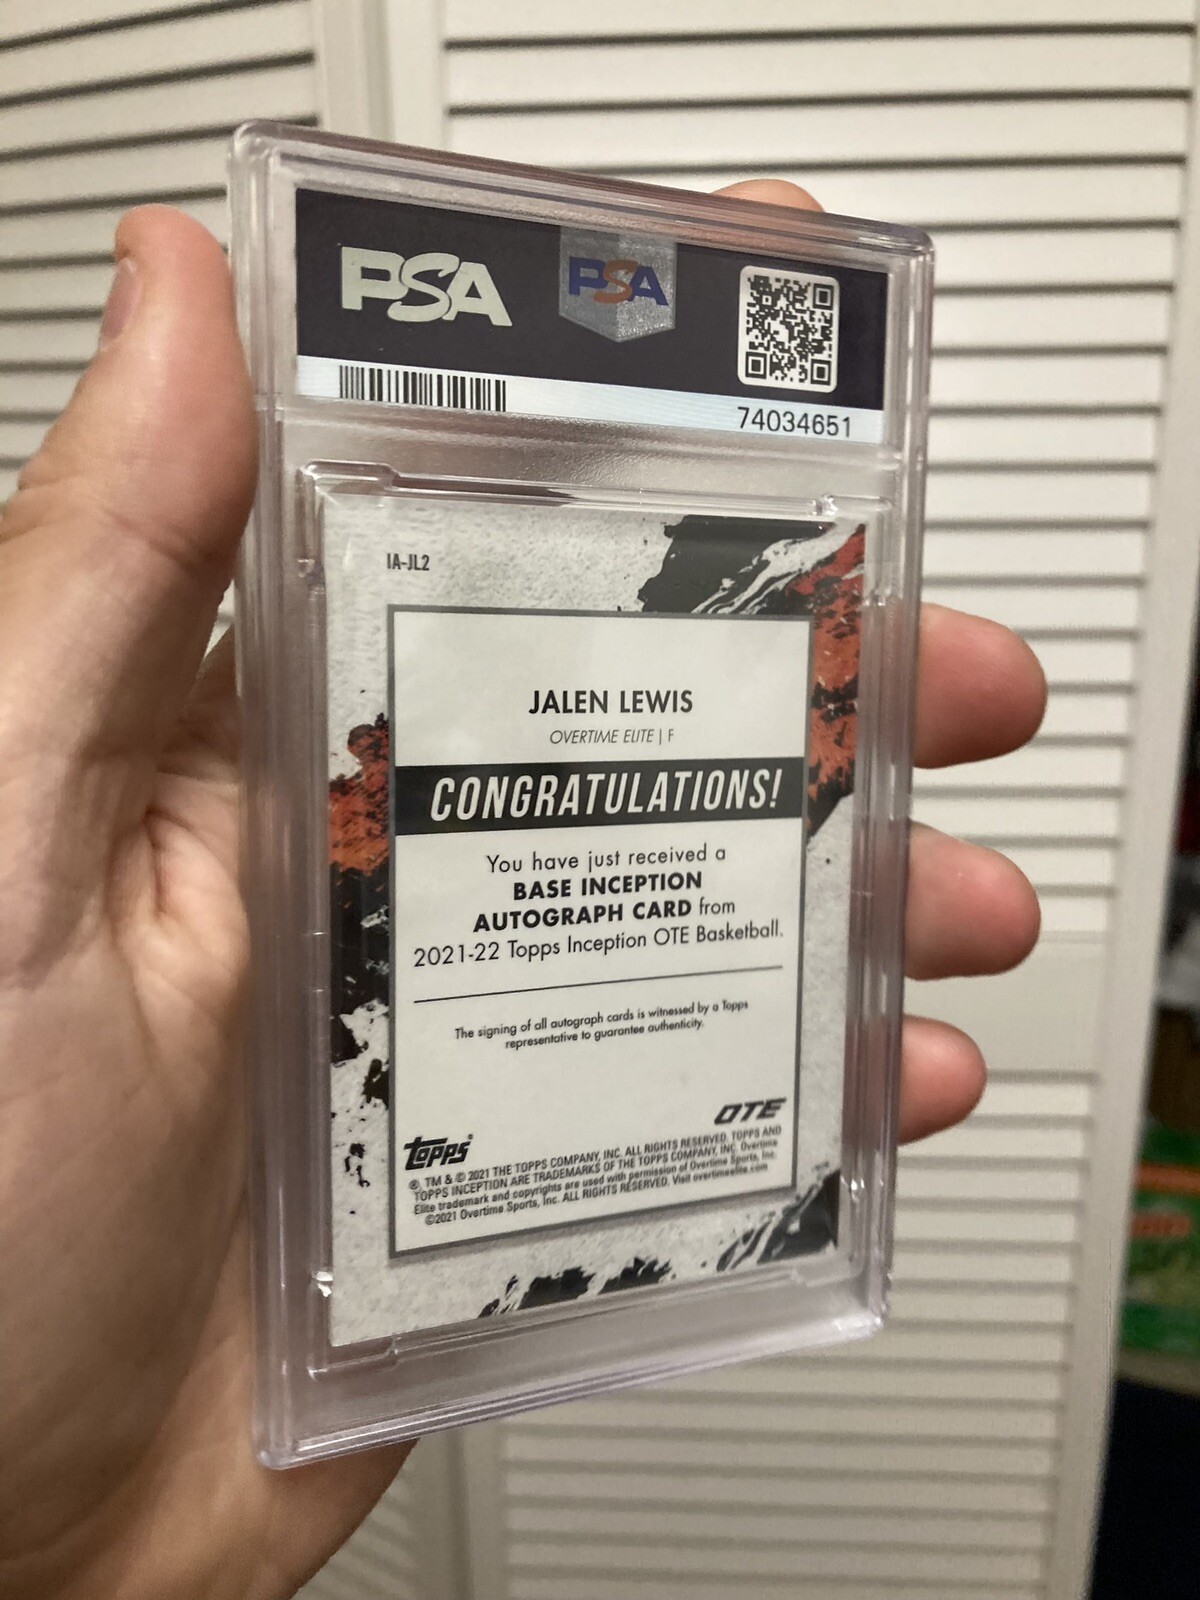 PSA
PSA
74034651
IA-JL2
JALEN LEWIS
OVERTIME ELITE | F
CONGRATULATIONS!
You have just received a
BASE INCEPTION
AUTOGRAPH CARD from
2021-22 Topps Inception OTE Basketball.
The signing of all autograph cards is witnessed by a Topps
representative to guarantee authenticity.
OTE
topps
®, TM & © 2021 THE TOPPS COMPANY, INC. ALL RIGHTS RESERVED. TOPPS AND
TOPPS INCEPTION ARE TRADEMARKS OF THE TOPPS COMPANY, INC. Overtime
Elite trademark and copyrights are used with permission of Overtime Sports, Inc.
©2021 Overtime Sports, Inc. ALL RIGHTS RESERVED. Visit overtimeelite.com